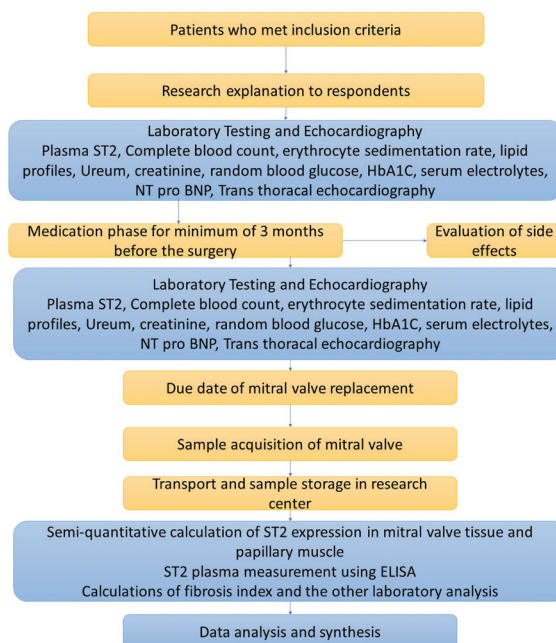 Patients who met inclusion criteria
Research explanation to respondents
Laboratory Testing and Echocardiography
Plasma ST2, Complete blood count, erythrocyte sedimentation rate, lipid
profiles, Ureum, creatinine, random blood glucose, HbA1C, serum electrolytes,
NT pro BNP, Trans thoracal echocardiography
Medication phase for minimum of 3 months
before the surgery
Evaluation of side
effects
Laboratory Testing and Echocardiography
Plasma ST2, Complete blood count, erythrocyte sedimentation rate, lipid
profiles, Ureum, creatinine, random blood glucose, HbA1C, serum electrolytes,
NT pro BNP, Trans thoracal echocardiography
Due date of mitral valve replacement
Sample acquisition of mitral valve
Transport and sample storage in research
center
Semi-quantitative calculation of ST2 expression in mitral valve tissue and
papillary muscle
ST2 plasma measurement using ELISA
Calculations of fibrosis index and the other laboratory analysis
Data analysis and synthesis